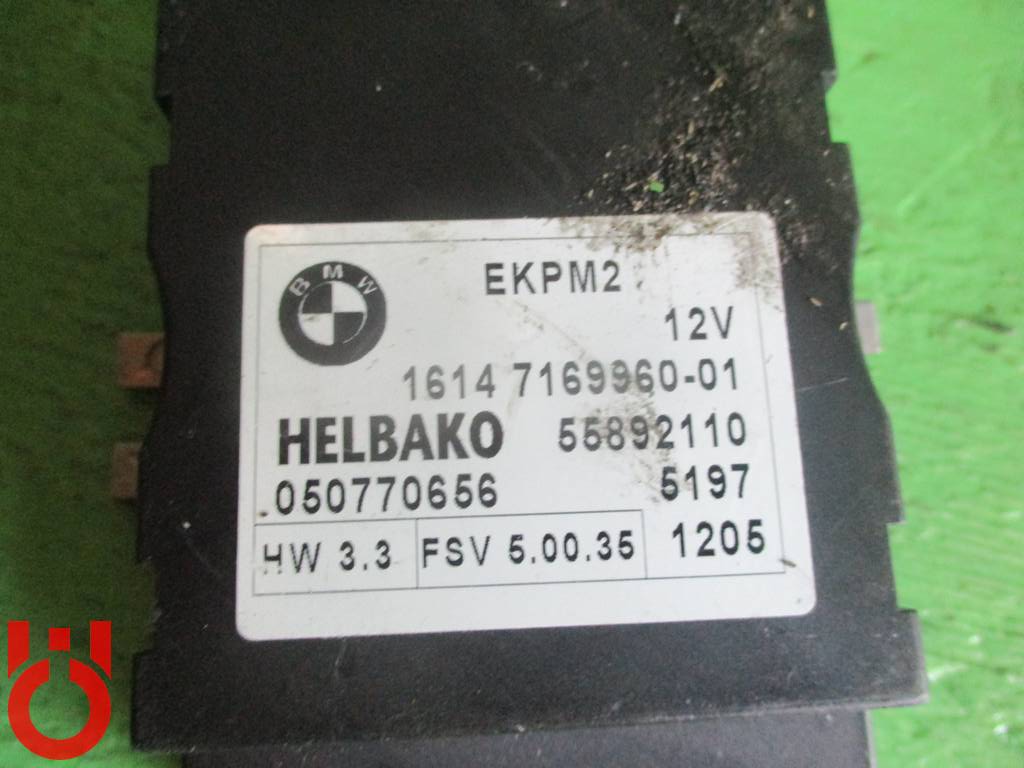 BMW
EKPM2
12V
1614 7169960-01
HELBAKO 55892110
050770656 5197
HW 3.3 FSV 5.00.35 1205